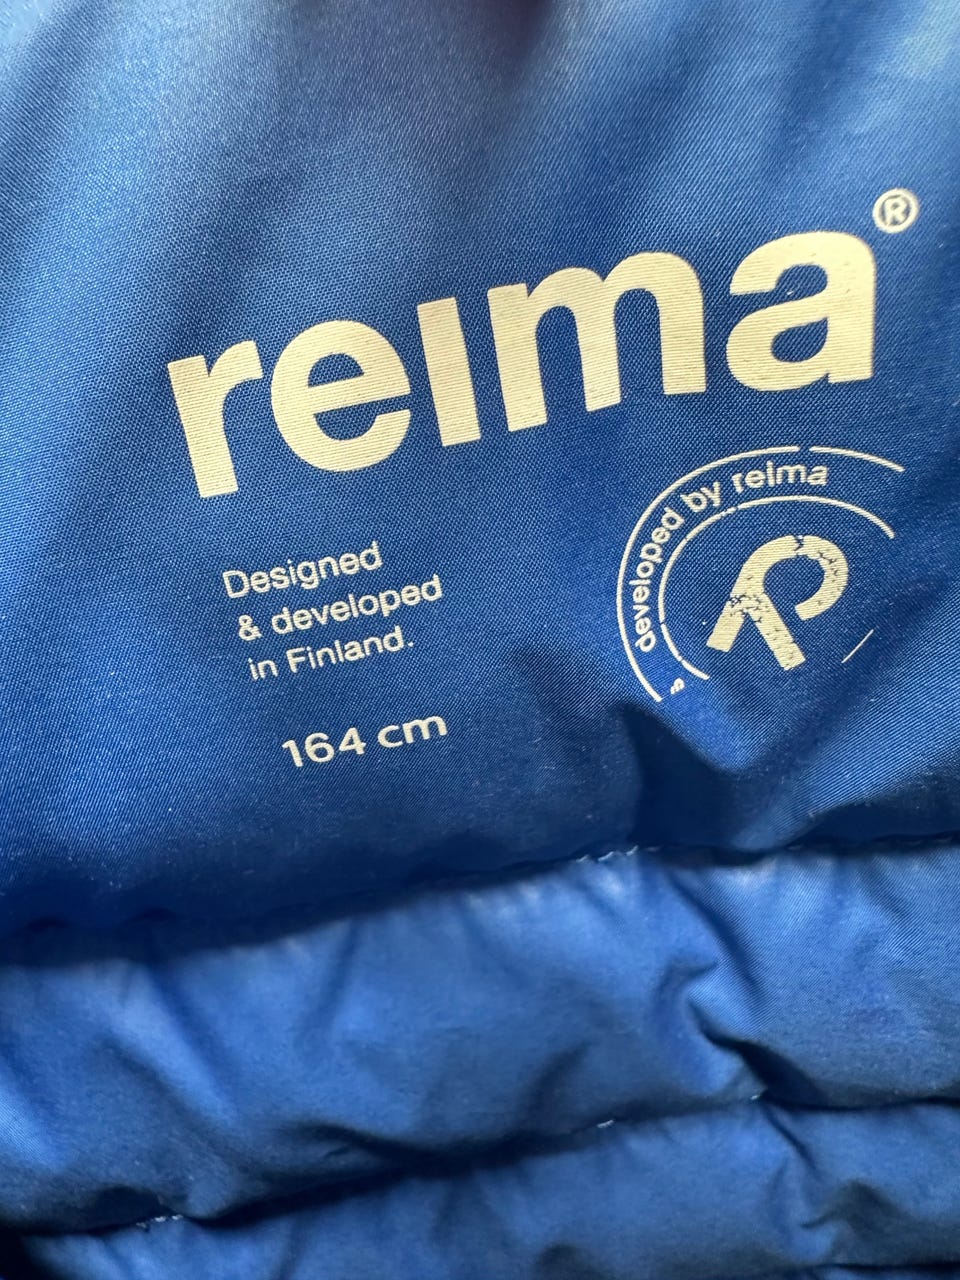 reima®
Designed
& developed
in Finland.
164 cm
developed by reima